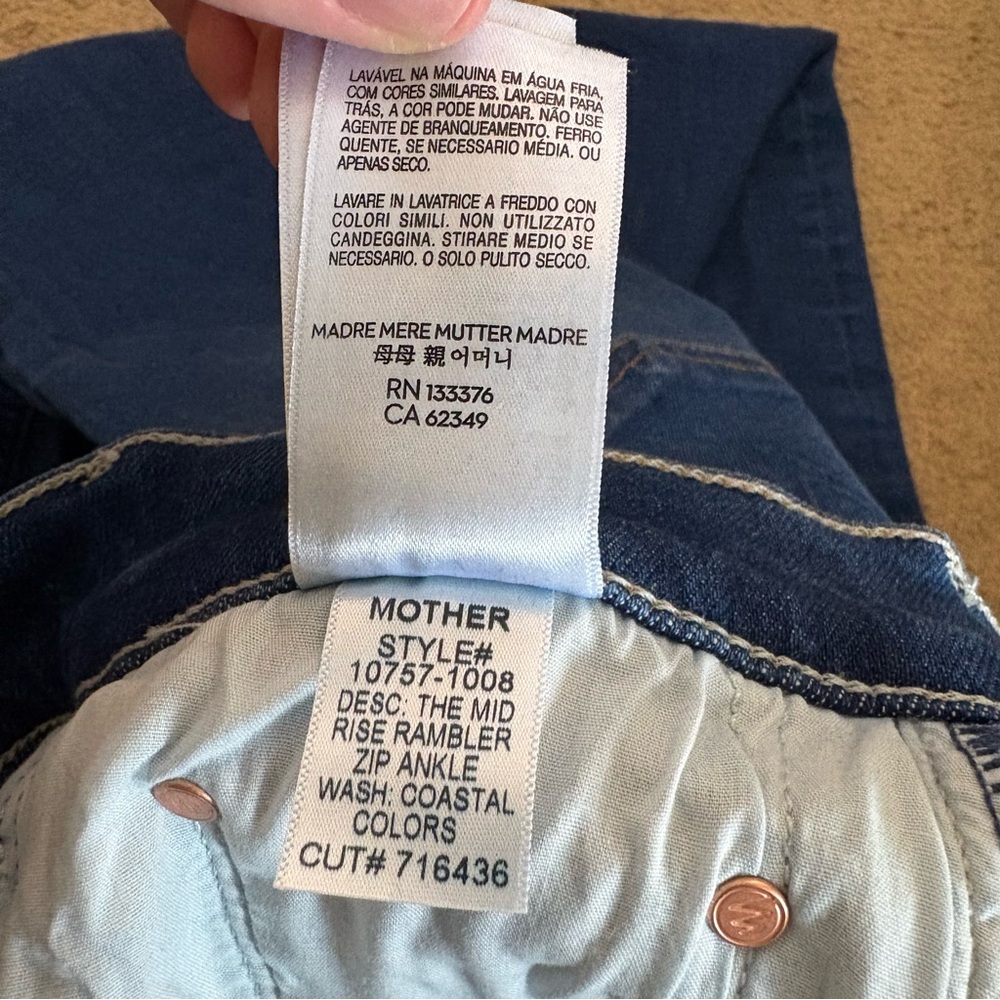 LAVÁVEL NA MÁQUINA EM ÁGUA FRIA,
COM CORES SIMILARES. LAVAGEM PARA
TRÁS, A COR PODE MUDAR. NÃO USE
AGENTE DE BRANQUEAMENTO. FERRO
QUENTE, SE NECESSARIO MÉDIA. OU
APENAS SECO.
LAVARE IN LAVATRICE A FREDDO CON
COLORI SIMILI. NON UTILIZZATO
CANDEGGINA. STIRARE MEDIO SE
NECESSARIO. O SOLO PULITO SECCO.
MADRE MERE MUTTER MADRE
母母 親 어머니
RN 133376
CA 62349
MOTHER
STYLE#
10757-1008
DESC: THE MID
RISE RAMBLER
ZIP ANKLE
WASH: COASTAL
COLORS
CUT# 716436
M